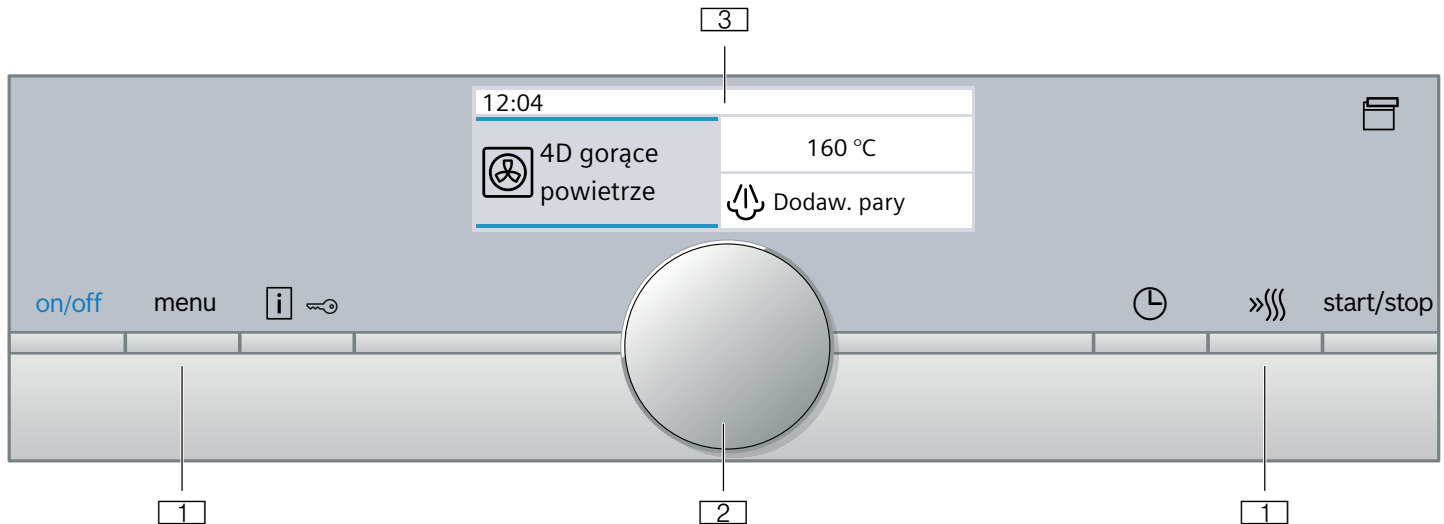 3
12:04
4D gorące
powietrze
160 °C
Dodaw. pary
on/off
menu
i
start/stop
1
2
1